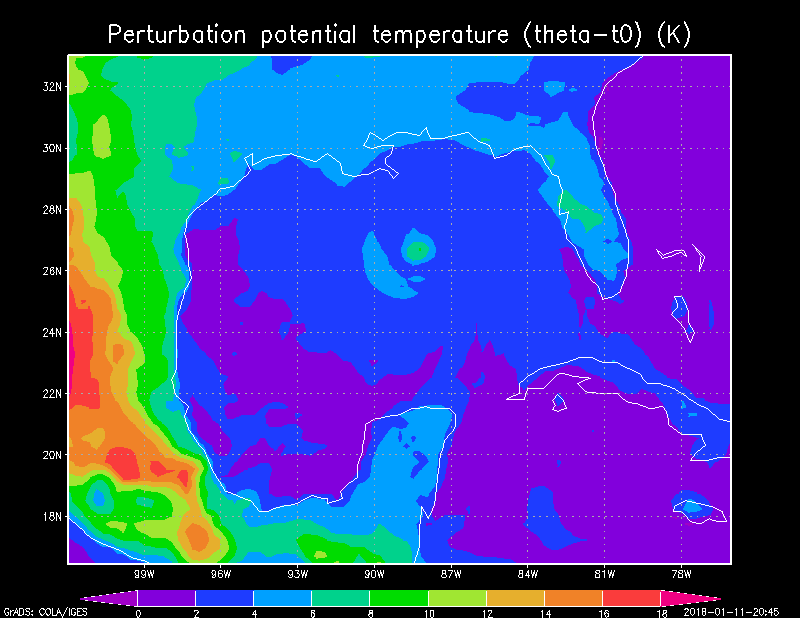 Perturbation potential temperature (theta-t0) (K)
32N
30N
28N
26N
24N
22N
20N
18N
99W 96W 93W 90W 87W 84W 81W 78W
0 2 4 6 8 10 12 14 16 18
GrADS: COLA/IGES 2018-01-11-20:45